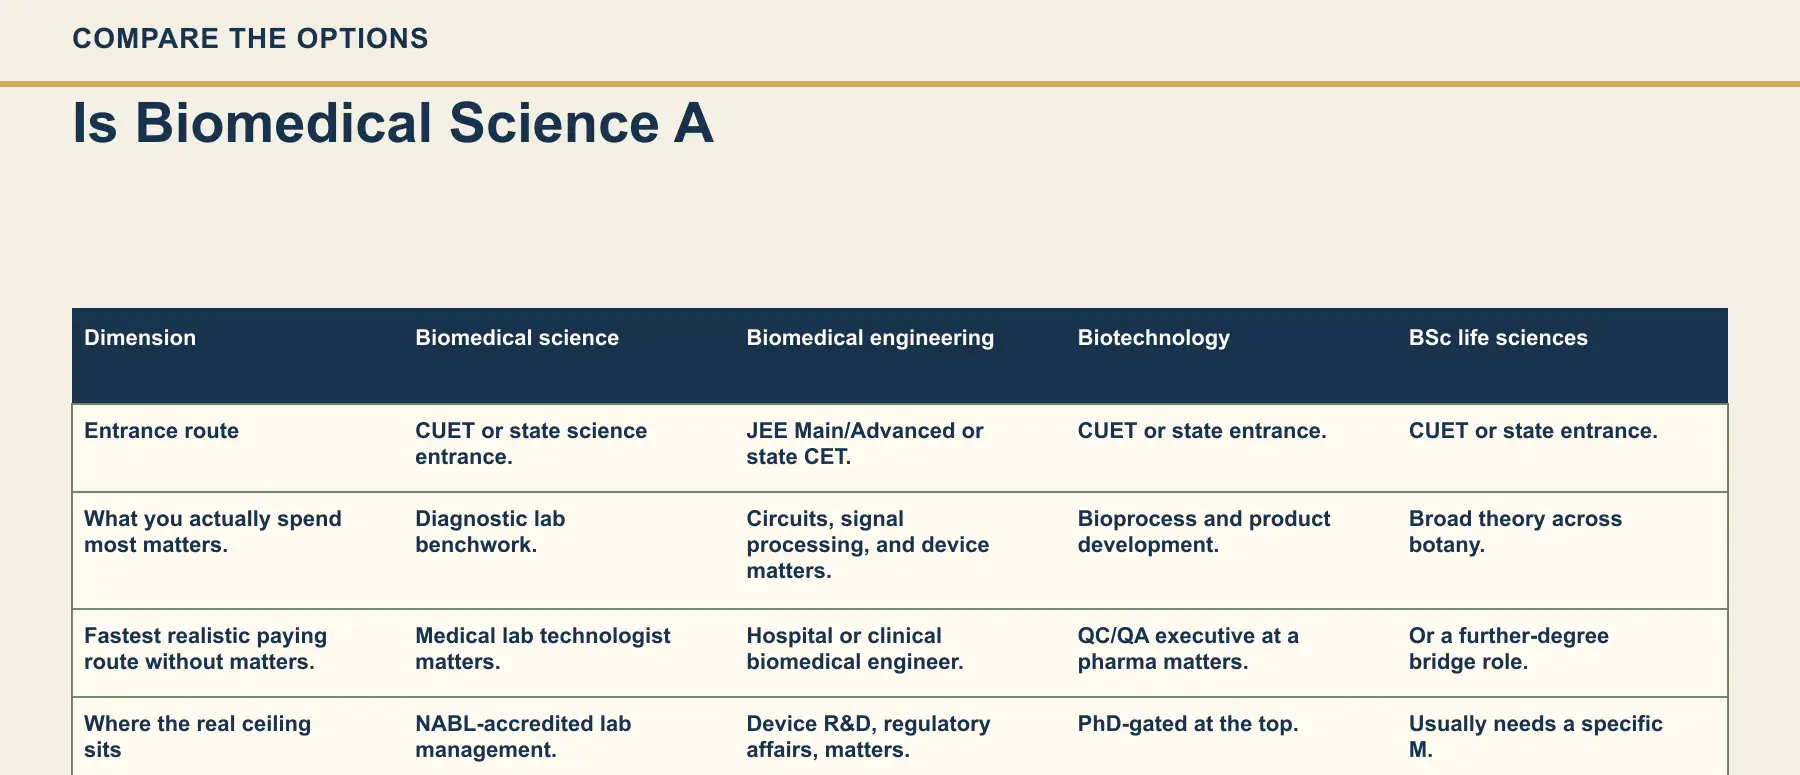 COMPARE THE OPTIONS
Is Biomedical Science A
Dimension
Biomedical science
Biomedical engineering
Biotechnology
BSc life sciences
Entrance route
CUET or state science
entrance.
JEE Main/Advanced or
state CET.
CUET or state entrance.
CUET or state entrance.
What you actually spend
most matters.
Diagnostic lab
benchwork.
Circuits, signal
processing, and device
matters.
Bioprocess and product
development.
Broad theory across
botany.
Fastest realistic paying
route without matters.
Medical lab technologist
matters.
Hospital or clinical
biomedical engineer.
QC/QA executive at a
pharma matters.
Or a further-degree
bridge role.
Where the real ceiling
sits
NABL-accredited lab
management.
Device R&D, regulatory
affairs, matters.
PhD-gated at the top.
Usually needs a specific
M.